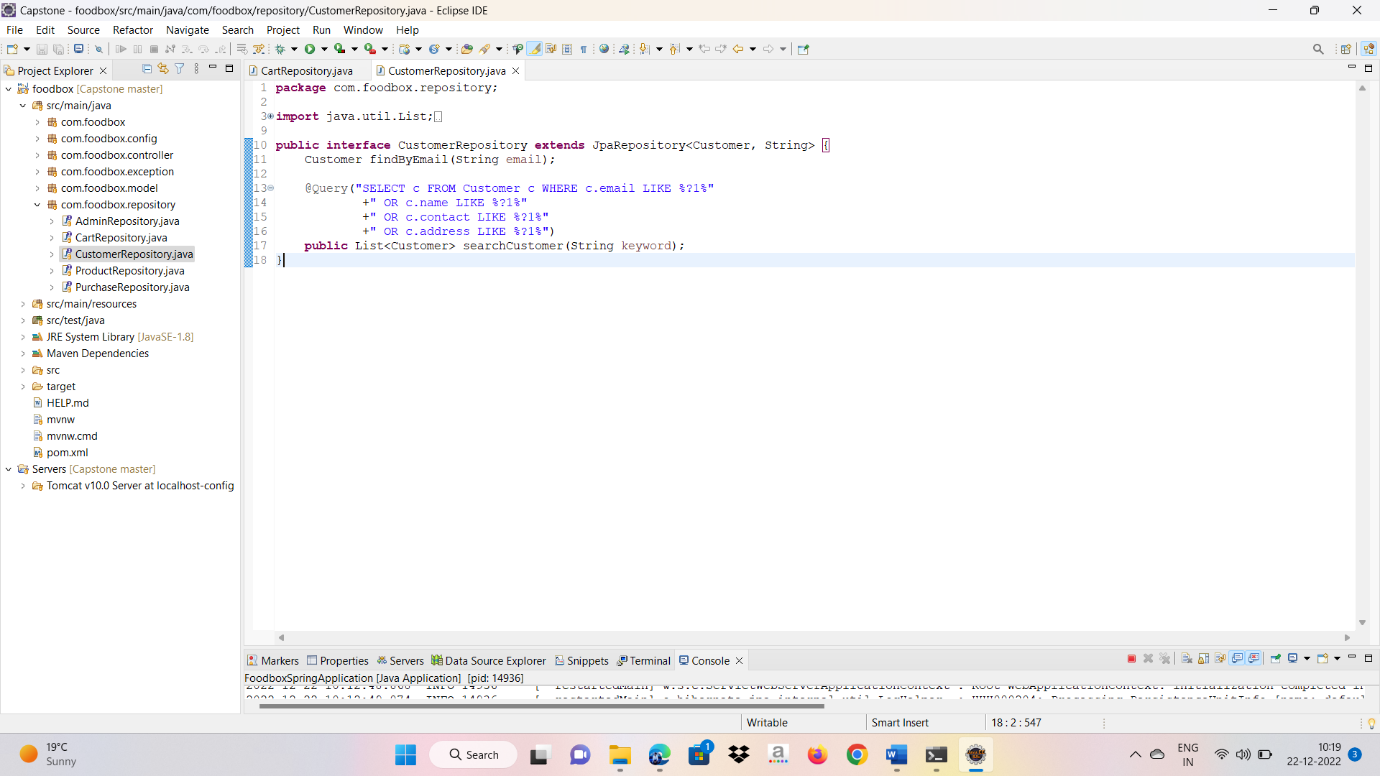 Capstone - foodbox/src/main/java/com/foodbox/repository/CustomerRepository.java - Eclipse IDE
File Edit Source Refactor Navigate Search Project Run Window Help
Project Explorer
foodbox [Capstone master]
src/main/java
com.foodbox
com.foodbox.config
com.foodbox.controller
com.foodbox.exception
com.foodbox.model
com.foodbox.repository
AdminRepository.java
CartRepository.java
CustomerRepository.java
ProductRepository.java
PurchaseRepository.java
src/main/resources
src/test/java
JRE System Library [JavaSE-1.8]
Maven Dependencies
src
target
HELP.md
mvnw
mvnw.cmd
pom.xml
Servers [Capstone master]
Tomcat v10.0 Server at localhost-config
CartRepository.java CustomerRepository.java
1 package com.foodbox.repository;
2
3 import java.util.List;
9
10 public interface CustomerRepository extends JpaRepository<Customer, String> {
11 Customer findByEmail(String email);
12
13 @Query("SELECT c FROM Customer c WHERE c.email LIKE %?1%"
14 +" OR c.name LIKE %?1%"
15 +" OR c.contact LIKE %?1%"
16 +" OR c.address LIKE %?1%")
17 public List<Customer> searchCustomer(String keyword);
18 }
Markers Properties Servers Data Source Explorer Snippets Terminal Console
FoodboxSpringApplication [Java Application] [pid: 14936]
Writable Smart Insert 18 : 2 : 547
19°C
Sunny
Search
1
ENG
IN
10:19
22-12-2022
3